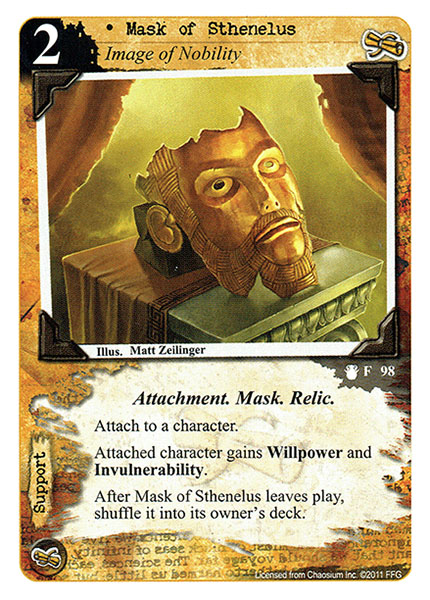 2
• Mask of Sthenelus
Image of Nobility
Illus. Matt Zeilinger
F 98
Attachment. Mask. Relic.
Attach to a character.
Attached character gains Willpower and
Invulnerability.
After Mask of Sthenelus leaves play,
shuffle it into its owner's deck.
Support
Licensed from Chaosium Inc. ©2011 FFG